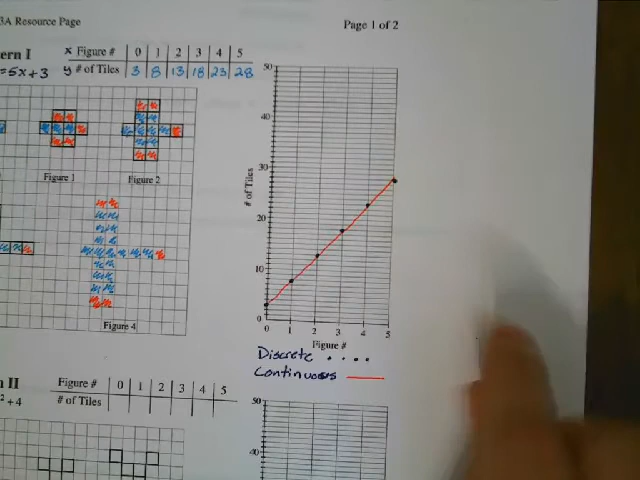 3A Resource Page
Page 1 of 2
ern I
x Figure # 0 1 2 3 4 5
=5x+3
y # of Tiles 3 8 13 18 23 28
50
40
30
20
10
0
# of Tiles
0 1 2 3 4 5
Figure #
Figure 1
Figure 2
Figure 4
Discrete
Continuous
n II
Figure # 0 1 2 3 4 5
² + 4
# of Tiles
50
40